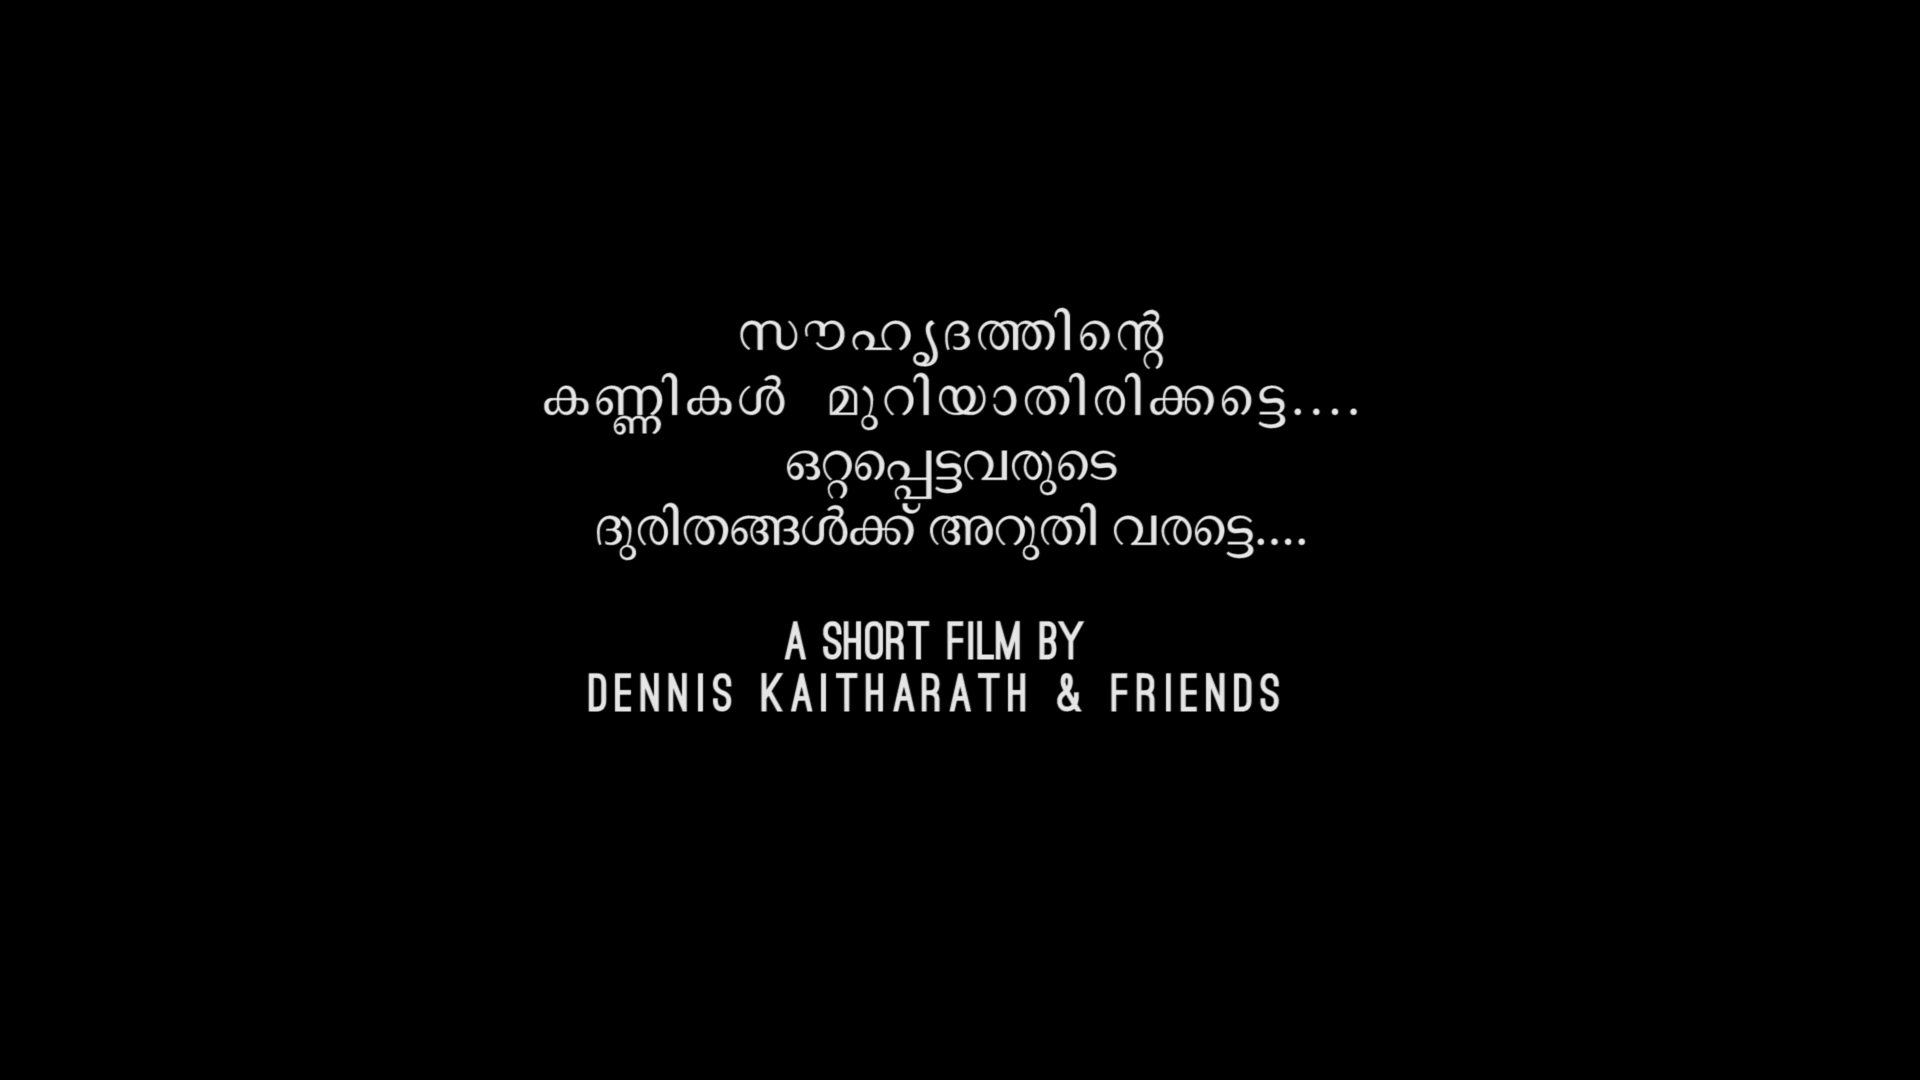 സൗഹൃദത്തിന്റെ
കണ്ണികൾ മുറിയാതിരിക്കട്ടെ....
ഒറ്റപ്പെട്ടവരുടെ
ദുരിതങ്ങൾക്ക് അറുതി വരട്ടെ....
A SHORT FILM BY
DENNIS KAITHARATH & FRIENDS